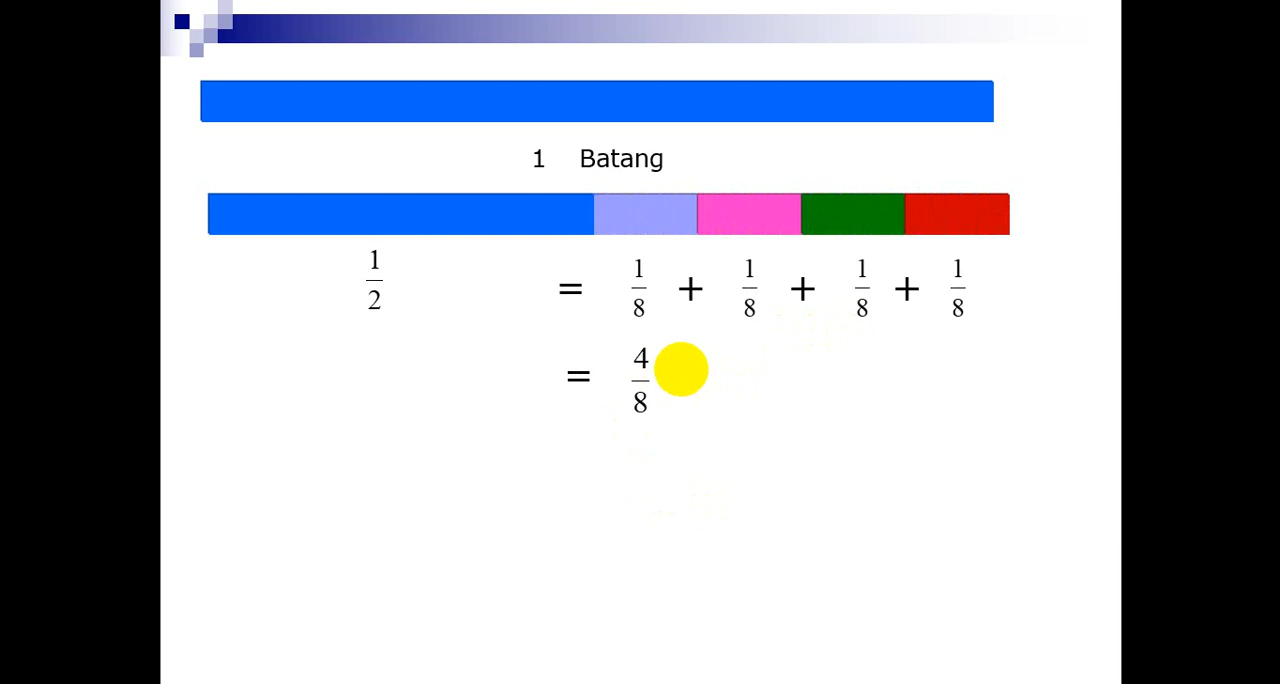 1 Batang
1/2 = 1/8 + 1/8 + 1/8 + 1/8
= 4/8